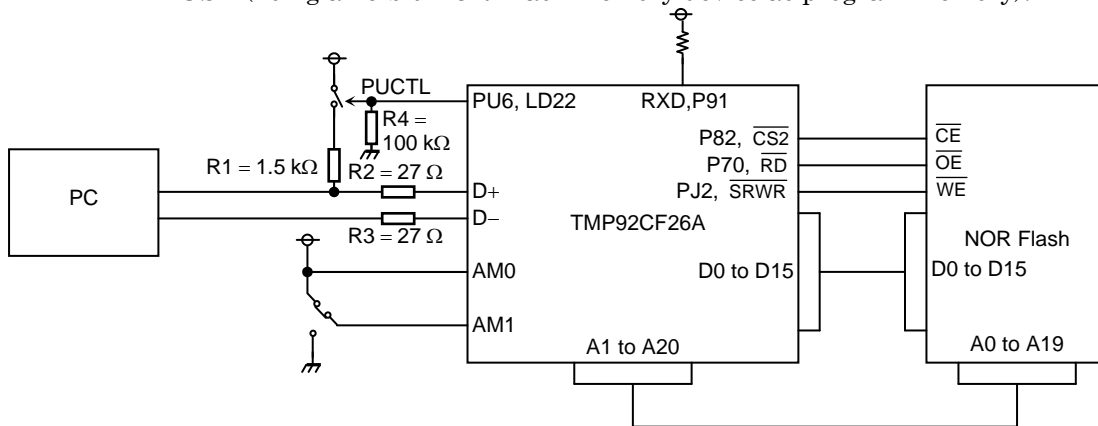 PUCTL
PU6, LD22
RXD,P91
R4 =
100 kΩ
P82, CS2
CE
R1 = 1.5 kΩ
R2 = 27 Ω
P70, RD
OE
PC
D+
PJ2, SRWR
WE
D−
TMP92CF26A
R3 = 27 Ω
NOR Flash
AM0
D0 to D15
D0 to D15
AM1
A1 to A20
A0 to A19